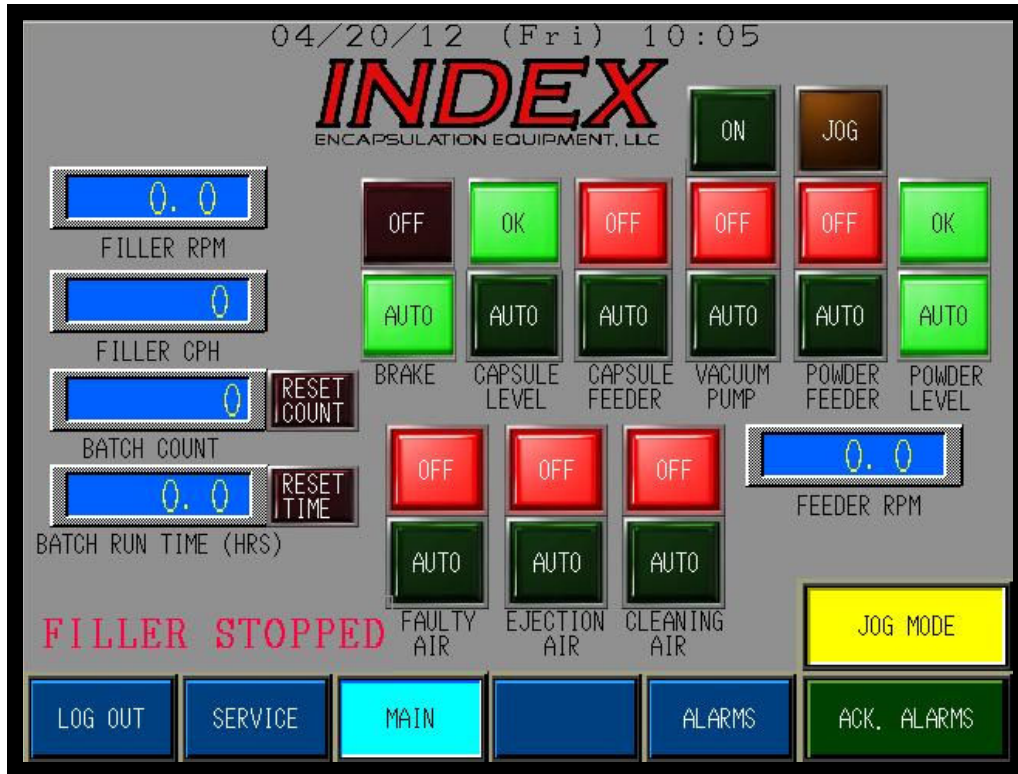 04/20/12 (Fri) 10:05
INDEX
ENCAPSULATION EQUIPMENT, LLC
ON
JOG
0.0
FILLER RPM
OFF
OK
OFF
OFF
OFF
OK
0
FILLER CPH
AUTO
AUTO
AUTO
AUTO
AUTO
AUTO
BRAKE
CAPSULE
LEVEL
CAPSULE
FEEDER
VACUUM
PUMP
POWDER
FEEDER
POWDER
LEVEL
0
RESET
COUNT
BATCH COUNT
0.0
RESET
TIME
BATCH RUN TIME (HRS)
OFF
OFF
OFF
0.0
FEEDER RPM
AUTO
AUTO
AUTO
FAULTY
AIR
EJECTION
AIR
CLEANING
AIR
FILLER STOPPED
JOG MODE
LOG OUT
SERVICE
MAIN
ALARMS
ACK. ALARMS